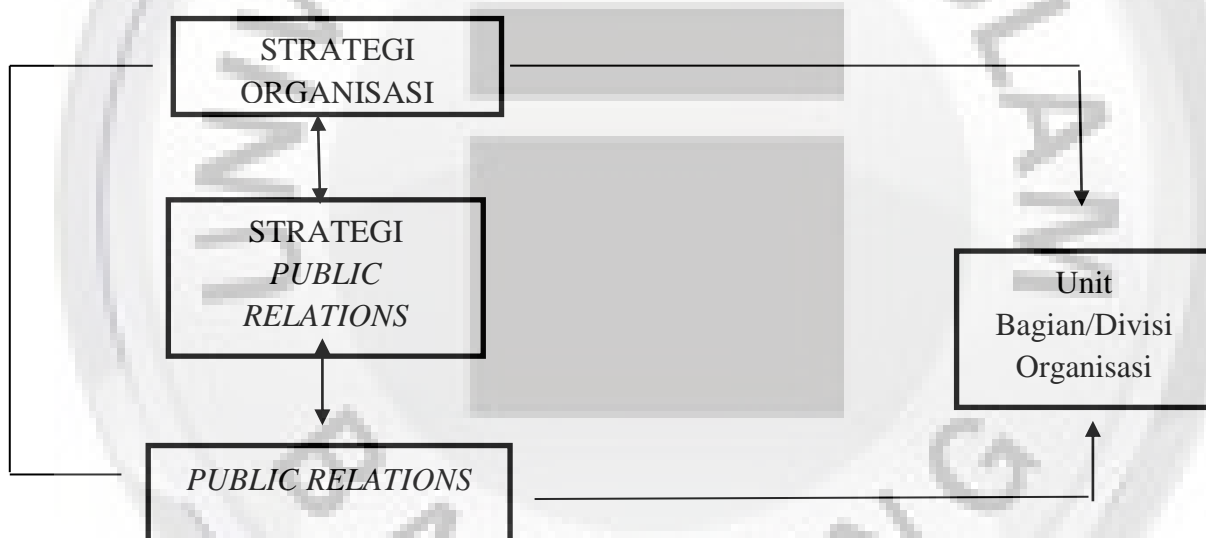 STRATEGI
ORGANISASI
STRATEGI
PUBLIC
RELATIONS
Unit
Bagian/Divisi
Organisasi
PUBLIC RELATIONS